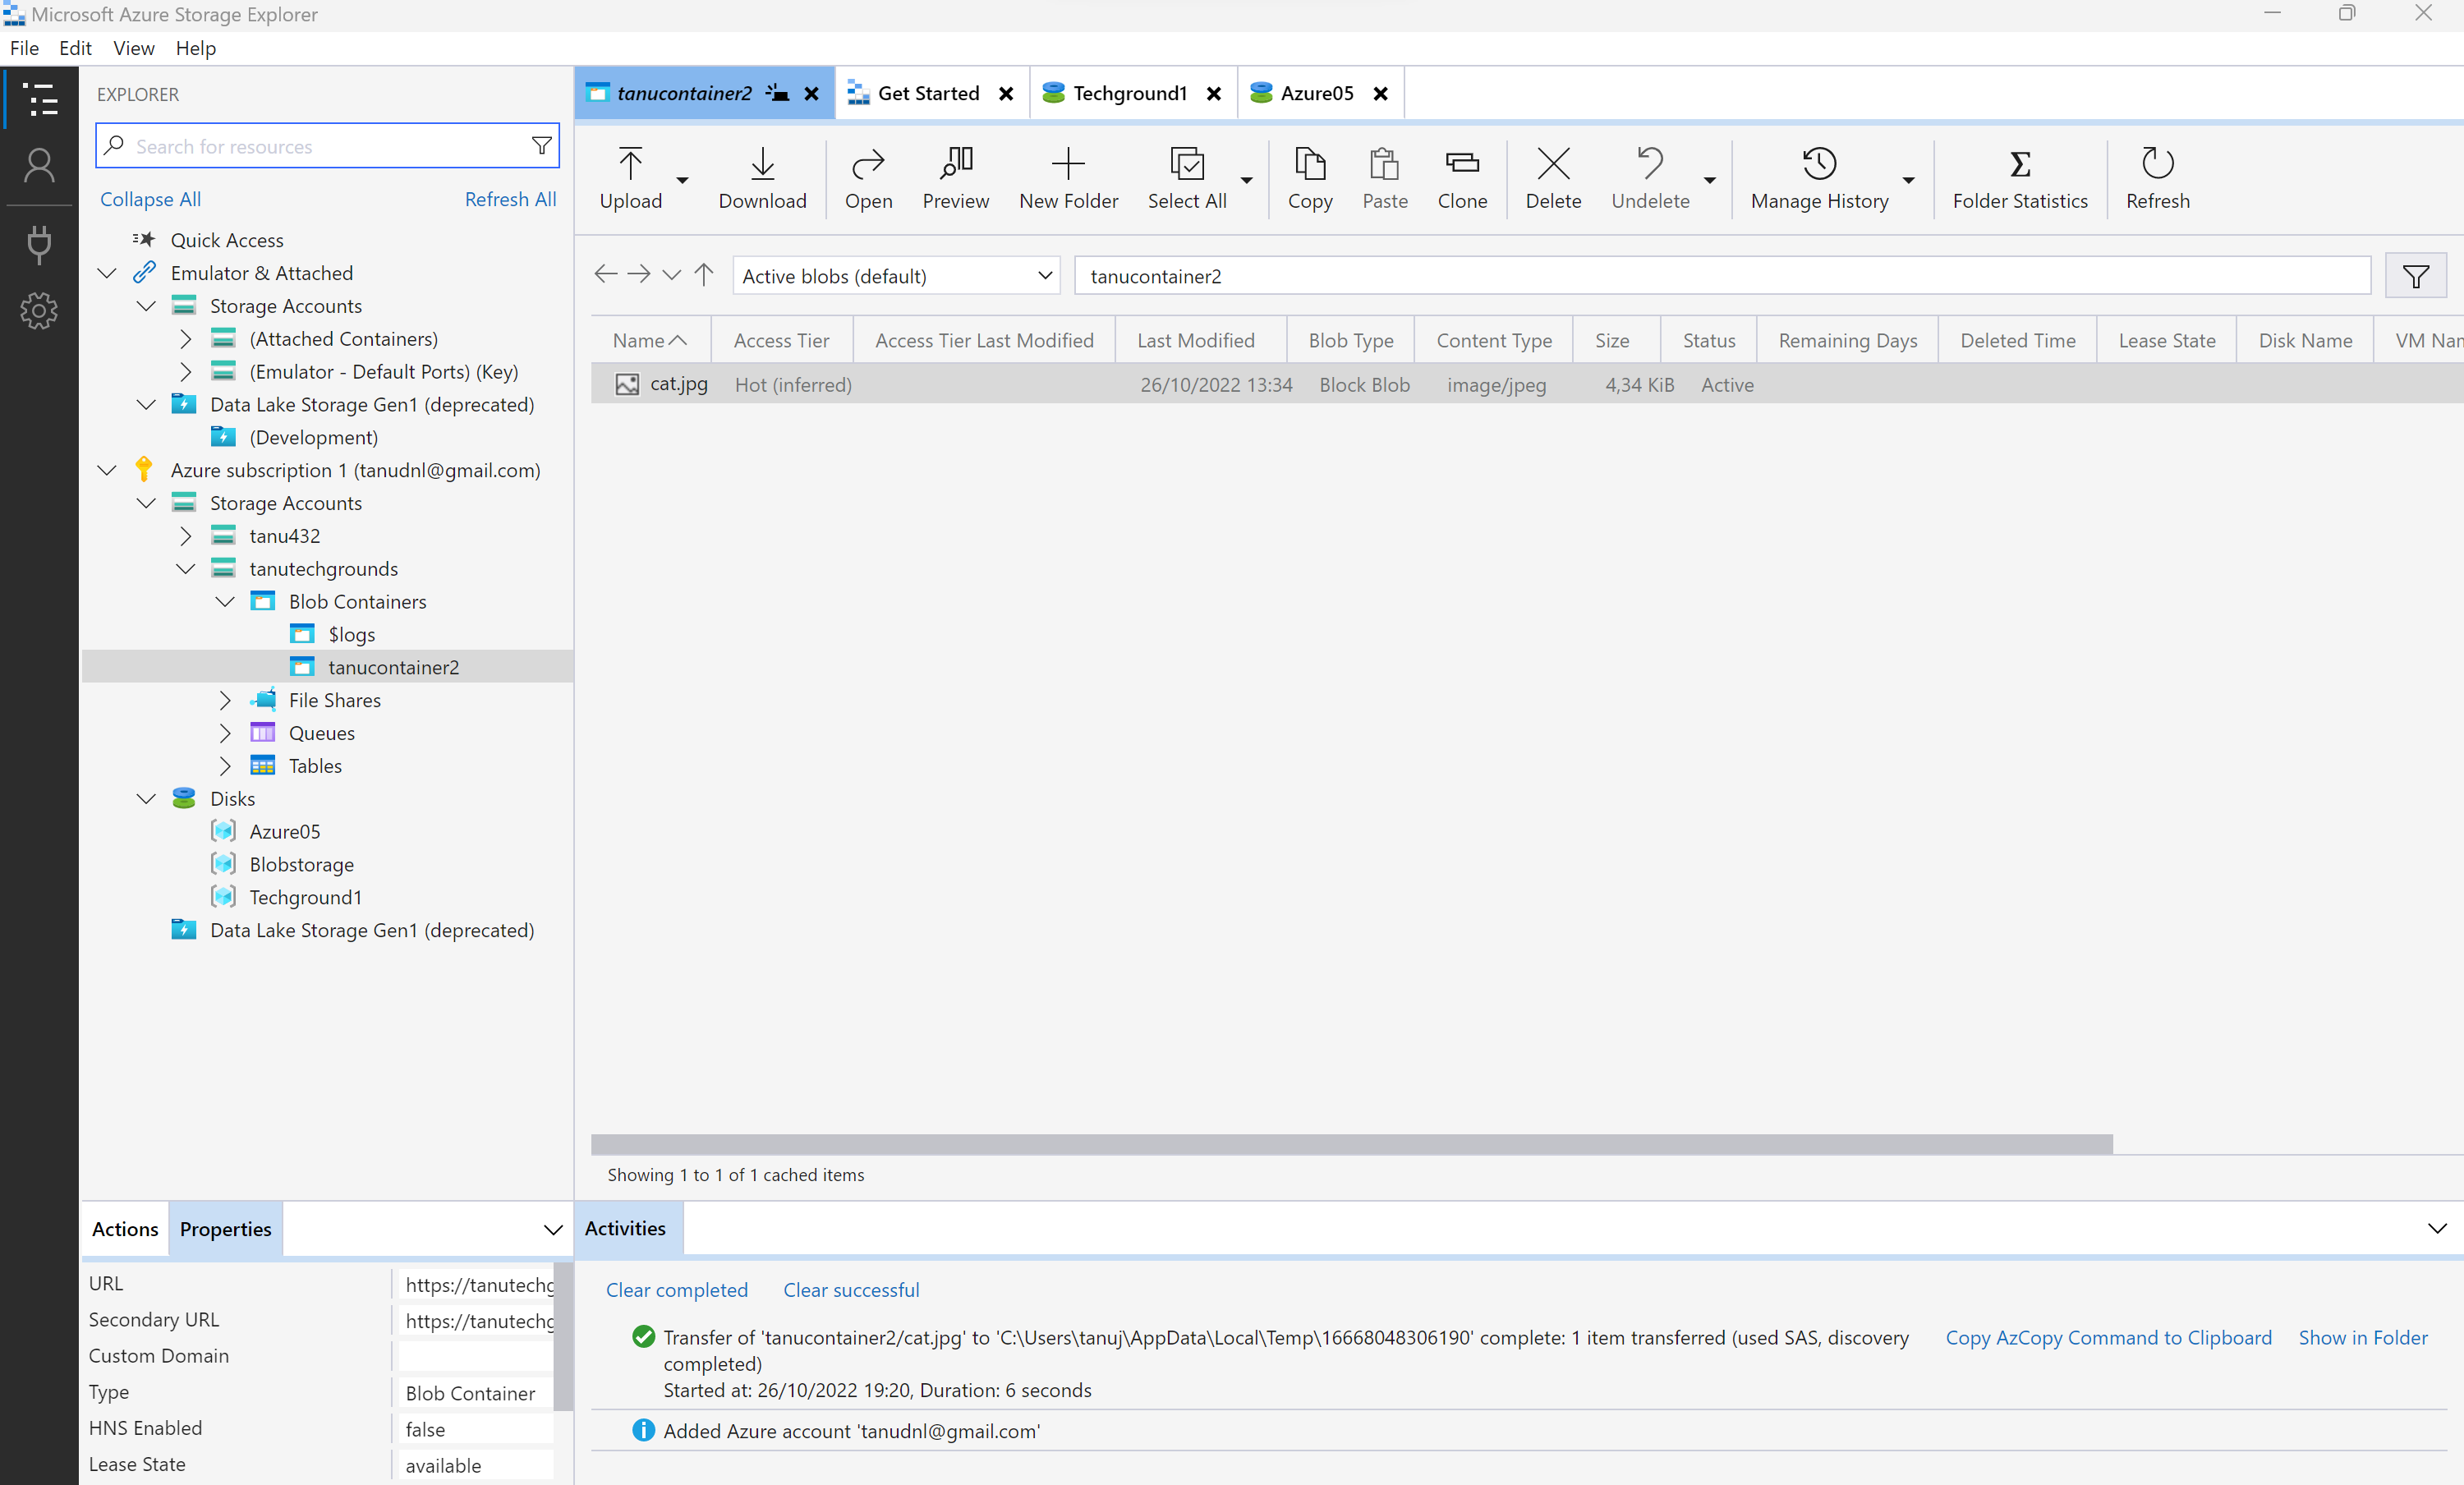 Microsoft Azure Storage Explorer
File Edit View Help
EXPLORER
Search for resources
Collapse All Refresh All
Quick Access
Emulator & Attached
Storage Accounts
(Attached Containers)
(Emulator - Default Ports) (Key)
Data Lake Storage Gen1 (deprecated)
(Development)
Azure subscription 1 (tanudnl@gmail.com)
Storage Accounts
tanu432
tanutechgrounds
Blob Containers
$logs
tanucontainer2
File Shares
Queues
Tables
Disks
Azure05
Blobstorage
Techground1
Data Lake Storage Gen1 (deprecated)
Actions Properties
URL https://tanutechg
Secondary URL https://tanutechg
Custom Domain
Type Blob Container
HNS Enabled false
Lease State available
tanucontainer2 Get Started Techground1 Azure05
Upload Download Open Preview New Folder Select All Copy Paste Clone Delete Undelete Manage History Folder Statistics Refresh
Active blobs (default) tanucontainer2
Name Access Tier Access Tier Last Modified Last Modified Blob Type Content Type Size Status Remaining Days Deleted Time Lease State Disk Name VM Nan
cat.jpg Hot (inferred) 26/10/2022 13:34 Block Blob image/jpeg 4,34 KiB Active
Showing 1 to 1 of 1 cached items
Activities
Clear completed Clear successful
Transfer of 'tanucontainer2/cat.jpg' to 'C:\Users\tanuj\AppData\Local\Temp\16668048306190' complete: 1 item transferred (used SAS, discovery Copy AzCopy Command to Clipboard Show in Folder
completed)
Started at: 26/10/2022 19:20, Duration: 6 seconds
Added Azure account 'tanudnl@gmail.com'